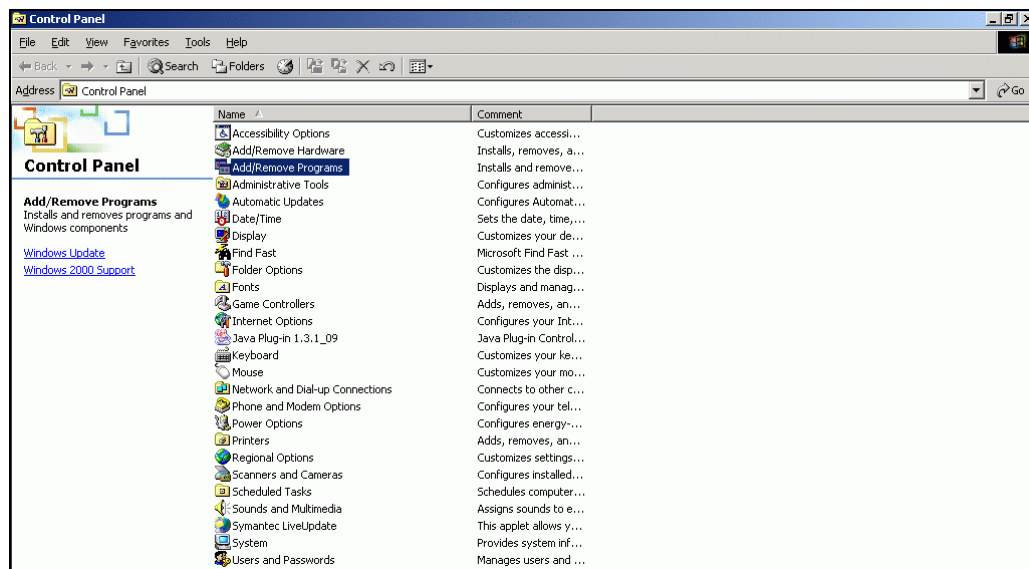 Control Panel
File Edit View Favorites Tools Help
Back Search Folders
Address Control Panel Go
Control Panel
Add/Remove Programs
Installs and removes programs and
Windows components
Windows Update
Windows 2000 Support
Name Comment
Accessibility Options Customizes accessi...
Add/Remove Hardware Installs, removes, a...
Add/Remove Programs Installs and remove...
Administrative Tools Configures administ...
Automatic Updates Configures Automat...
Date/Time Sets the date, time,...
Display Customizes your de...
Find Fast Microsoft Find Fast ...
Folder Options Customizes the disp...
Fonts Displays and manag...
Game Controllers Adds, removes, an...
Internet Options Configures your Int...
Java Plug-in 1.3.1_09 Java Plug-in Control...
Keyboard Customizes your ke...
Mouse Customizes your mo...
Network and Dial-up Connections Connects to other c...
Phone and Modem Options Configures your tel...
Power Options Configures energy-...
Printers Adds, removes, an...
Regional Options Customizes settings...
Scanners and Cameras Configures installed...
Scheduled Tasks Schedules computer...
Sounds and Multimedia Assigns sounds to e...
Symantec LiveUpdate This applet allows y...
System Provides system inf...
Users and Passwords Manages users and ...